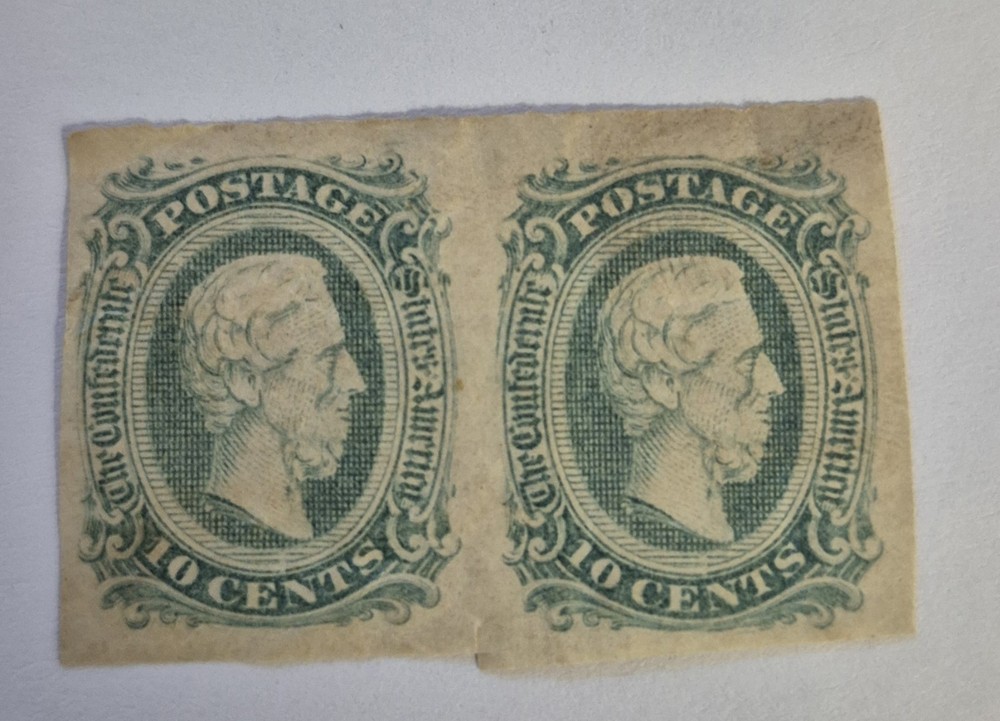 POSTAGE
The Confederate States America
10 CENTS
POSTAGE
The Confederate States America
10 CENTS